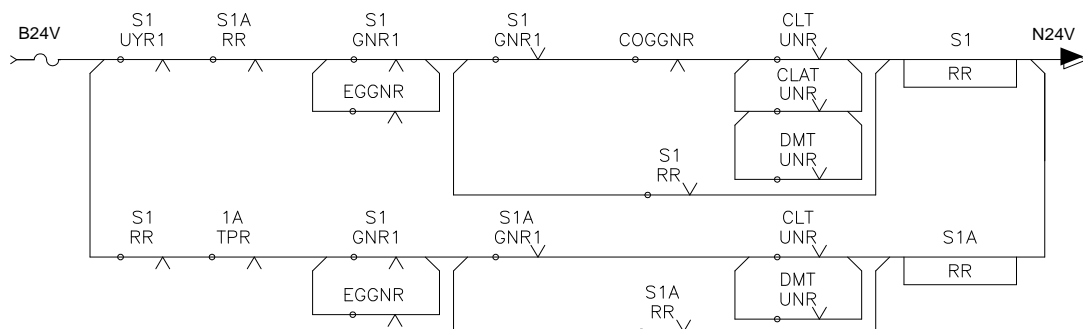 B24V
S1 UYR1
S1A RR
S1 GNR1
S1 GNR1
COGGNR
CLT UNR
S1
N24V
RR
EGGNR
CLAT UNR
DMT UNR
S1 RR
S1 RR
1A TPR
S1 GNR1
S1A GNR1
CLT UNR
S1A
RR
EGGNR
S1A RR
DMT UNR